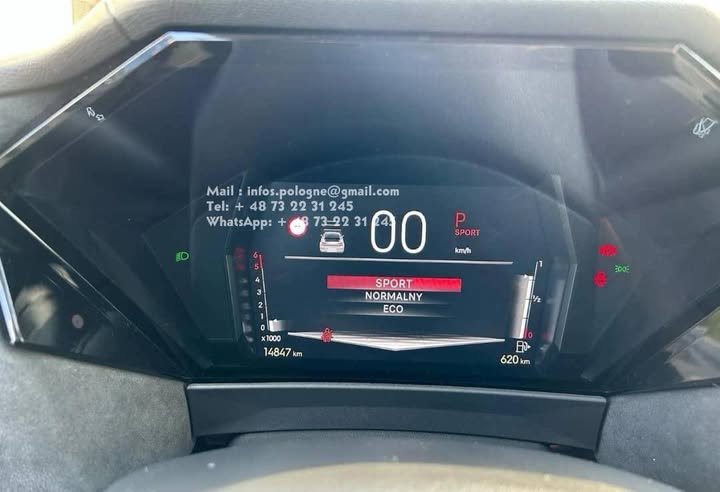 Mail : infos.pologne@gmail.com
Tel: + 48 73 22 31 245
WhatsApp: + 48 73 22 31 245
00
P
SPORT
km/h
6
5
4
3
2
1
0
x1000
SPORT
NORMALNY
ECO
1
½
0
14847 km
620 km